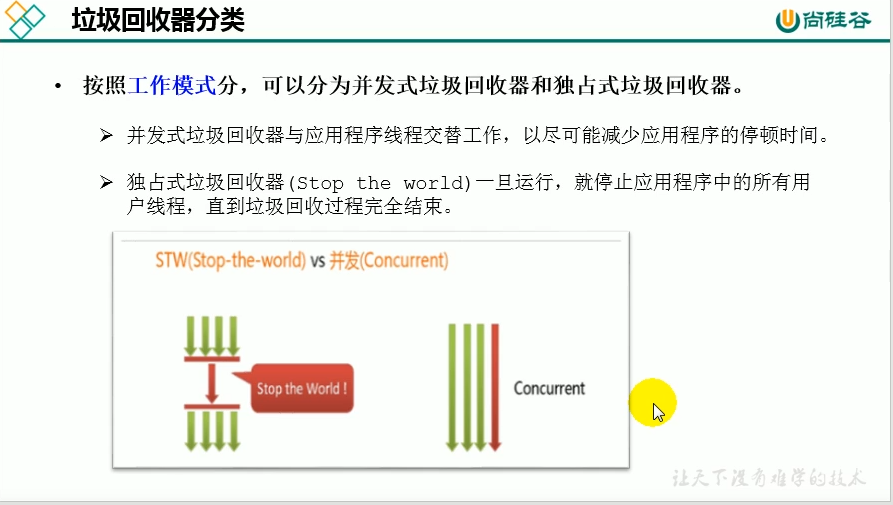 垃圾回收器分类
尚硅谷
• 按照工作模式分，可以分为并发式垃圾回收器和独占式垃圾回收器。
➢ 并发式垃圾回收器与应用程序线程交替工作，以尽可能减少应用程序的停顿时间。
➢ 独占式垃圾回收器(Stop the world)一旦运行，就停止应用程序中的所有用
户线程，直到垃圾回收过程完全结束。
STW(Stop-the-world) vs 并发(Concurrent)
Stop the World !
Concurrent
让天下没有难学的技术